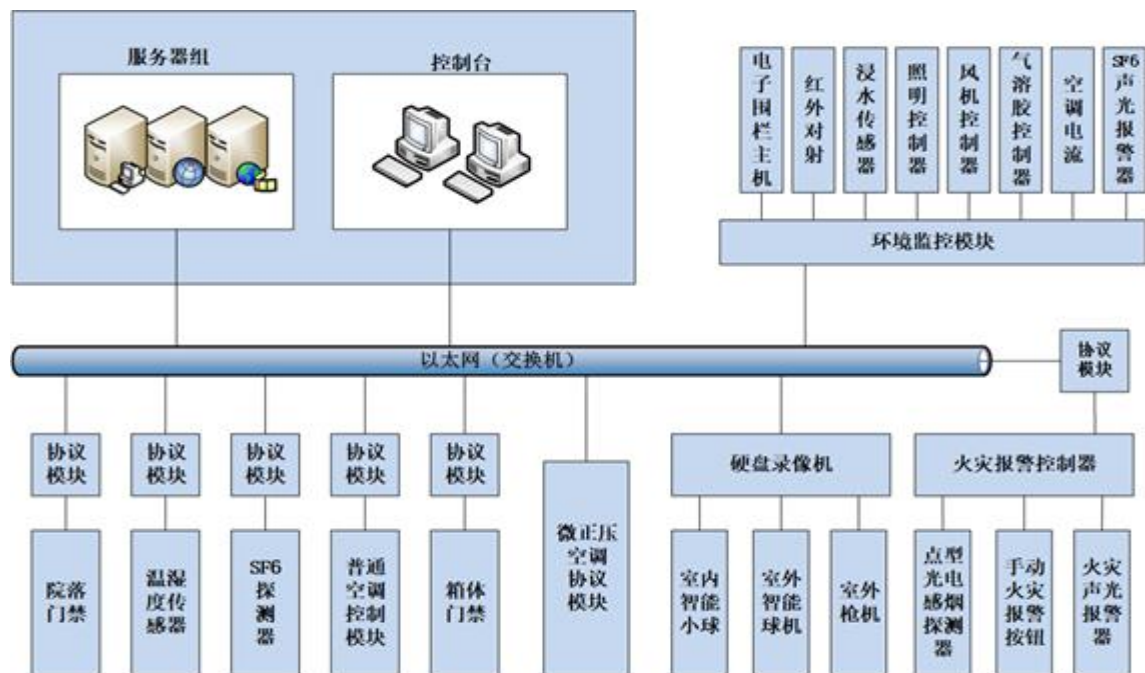 服务器组
控制台
电子围栏主机
红外对射
浸水传感器
照明控制器
风机控制器
气溶胶控制器
空调电流
SF6声光报警器
环境监控模块
以太网（交换机）
协议
模块
协议
模块
协议
模块
协议
模块
协议
模块
协议
模块
硬盘录像机
火灾报警控制器
院落
门禁
温湿
度传
感器
SF6
探
测
器
普通
空调
控制
模块
箱体
门禁
微正压
空调
协议
模块
室内
智能
小球
室外
智能
球机
室外
枪机
点型
光电
感烟
探测
器
手动
火灾
报警
按钮
火灾
声光
报警
器